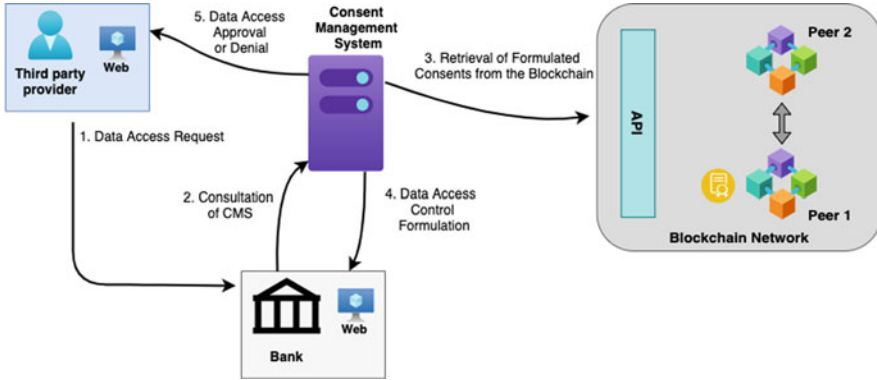 5. Data Access
Approval
or Denial
Consent
Management
System
Third party
provider
Web
3. Retrieval of Formulated
Consents from the Blockchain
Peer 2
API
1. Data Access Request
2. Consultation
of CMS
4. Data Access
Control
Formulation
Peer 1
Blockchain Network
Web
Bank